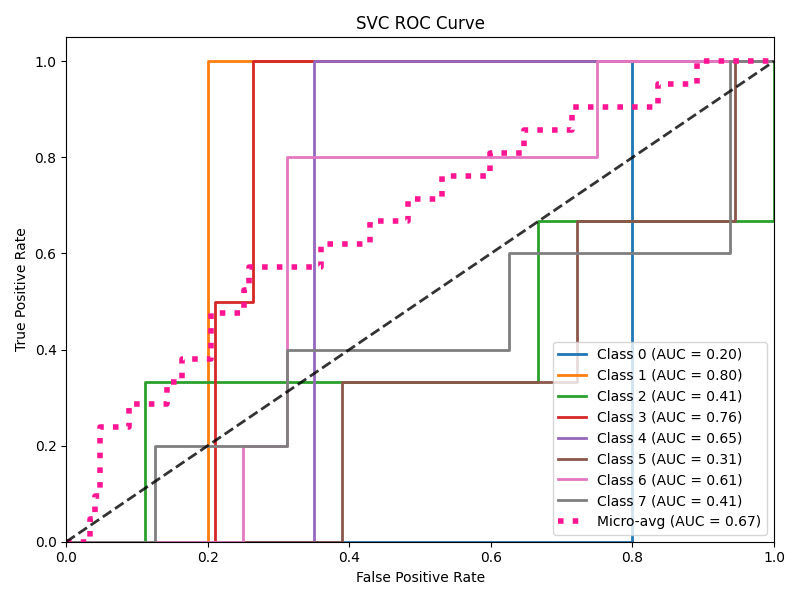 SVC ROC Curve
True Positive Rate
1.0
0.8
0.6
0.4
0.2
0.0
Class 0 (AUC = 0.20)
Class 1 (AUC = 0.80)
Class 2 (AUC = 0.41)
Class 3 (AUC = 0.76)
Class 4 (AUC = 0.65)
Class 5 (AUC = 0.31)
Class 6 (AUC = 0.61)
Class 7 (AUC = 0.41)
Micro-avg (AUC = 0.67)
0.0 0.2 0.4 0.6 0.8 1.0
False Positive Rate